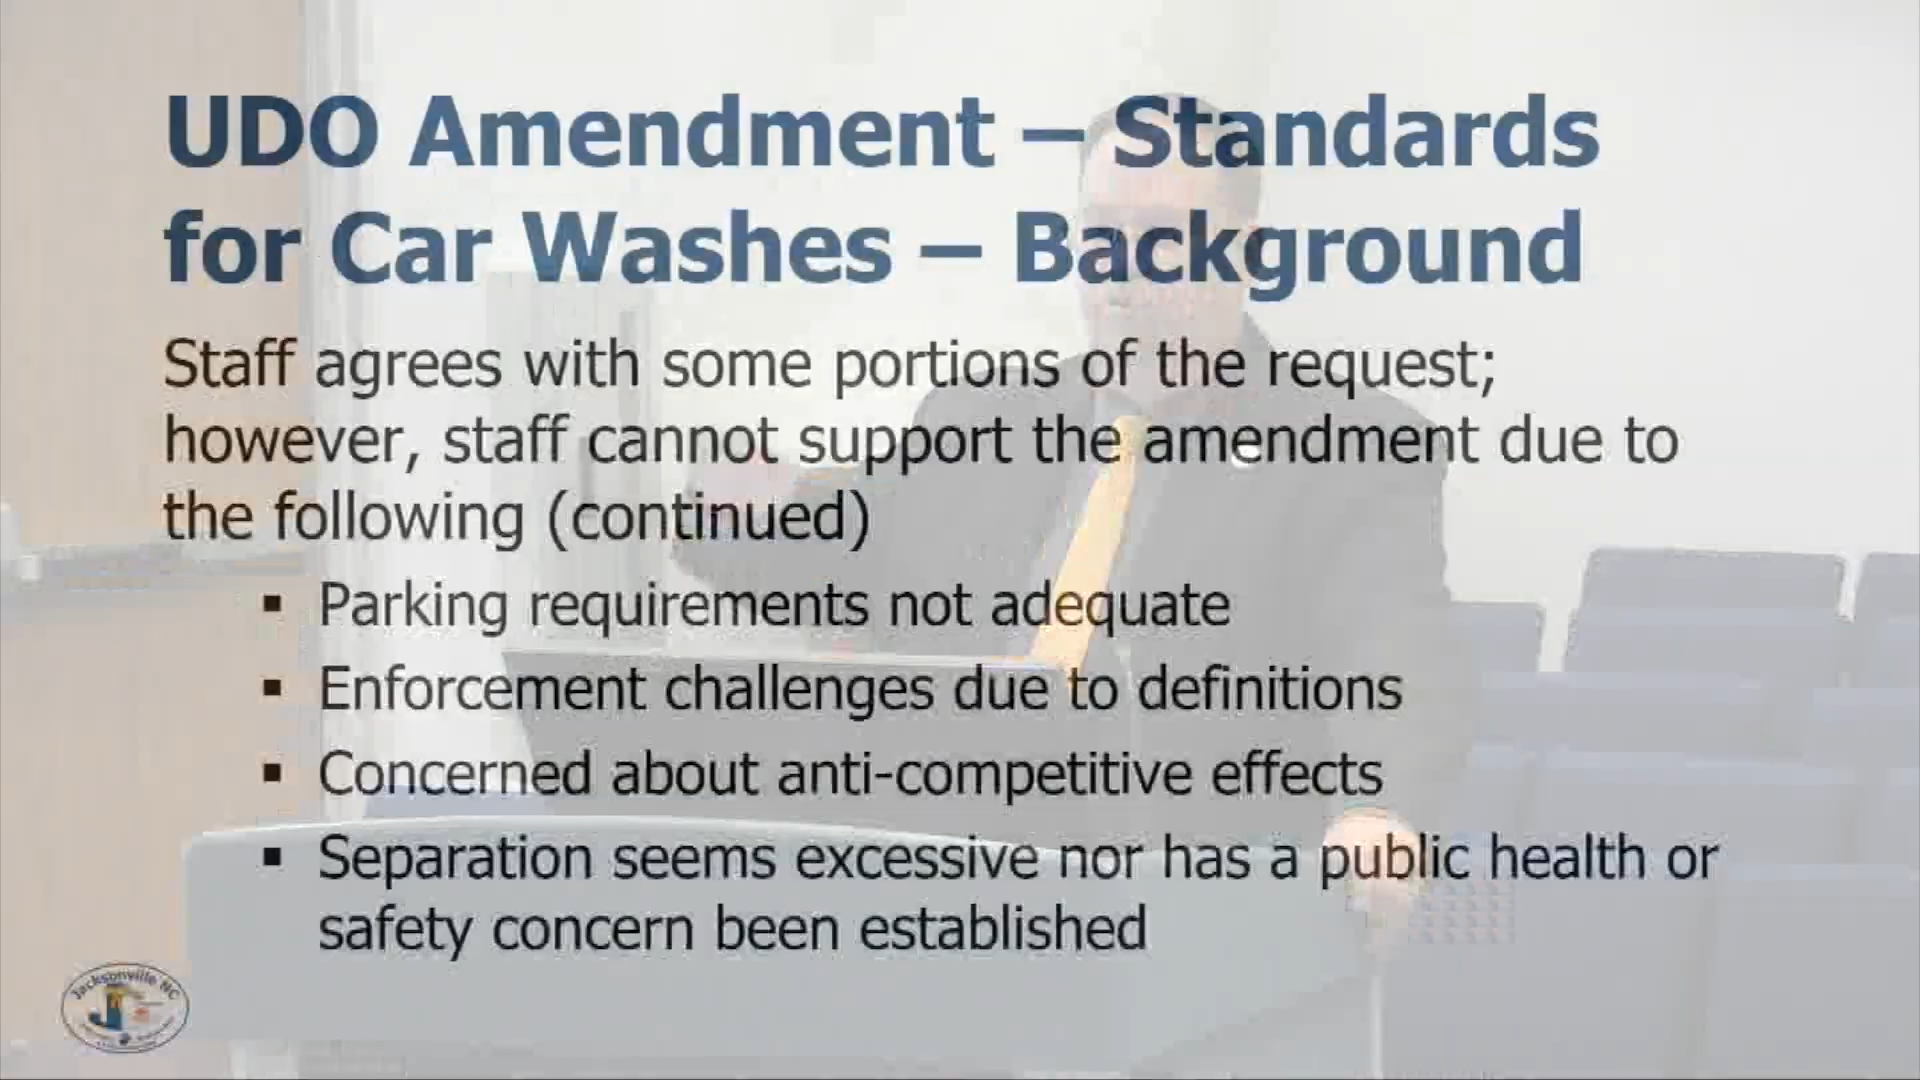 UDO Amendment – Standards
for Car Washes – Background
Staff agrees with some portions of the request;
however, staff cannot support the amendment due to
the following (continued)
▪ Parking requirements not adequate
▪ Enforcement challenges due to definitions
▪ Concerned about anti-competitive effects
▪ Separation seems excessive nor has a public health or
safety concern been established
Jacksonville NC